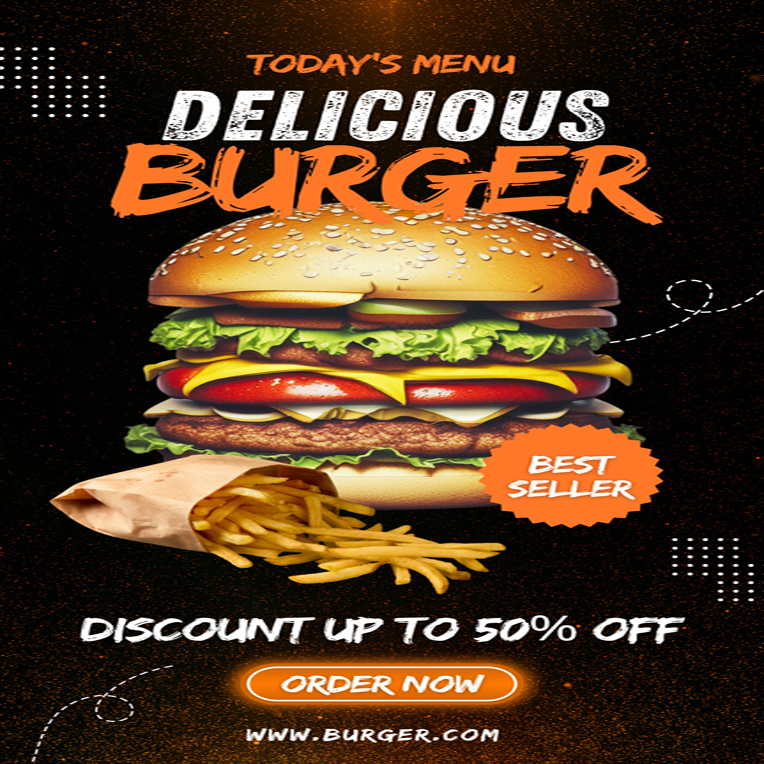 TODAY'S MENU
DELICIOUS
BURGER
BEST
SELLER
DISCOUNT UP TO 50% OFF
ORDER NOW
WWW.BURGER.COM